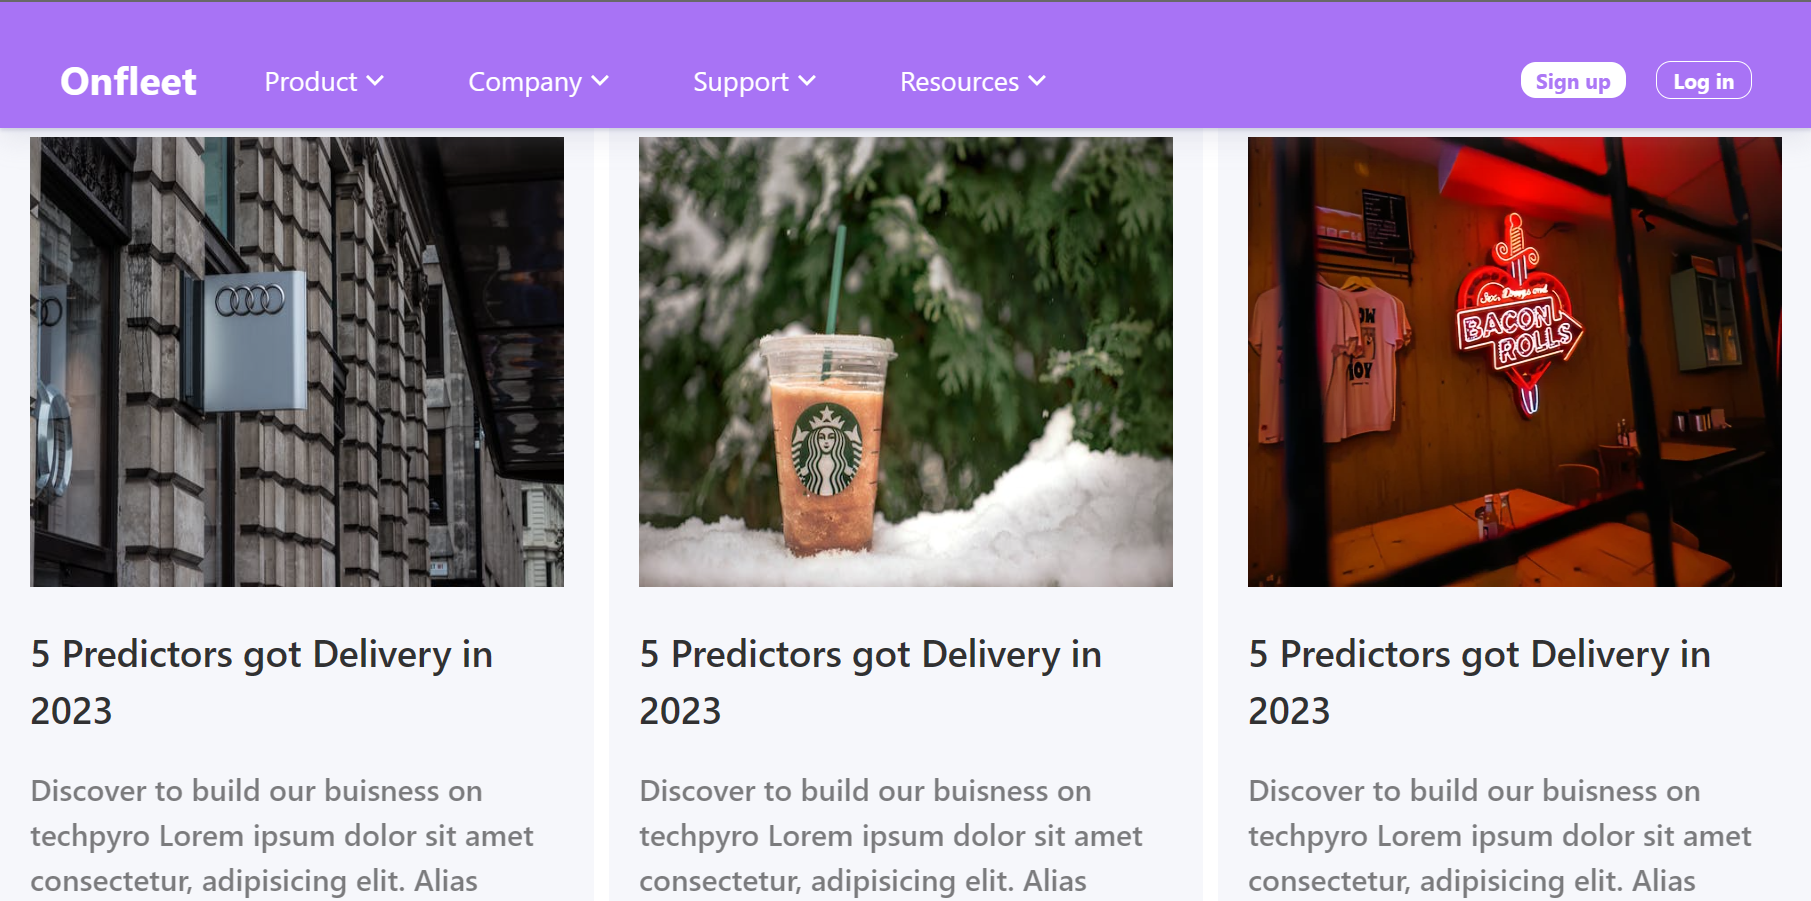 Onfleet
Product
Company
Support
Resources
Sign up
Log in
Sex, Drugs and
BACON
ROLLS
5 Predictors got Delivery in
2023
Discover to build our buisness on
techpyro Lorem ipsum dolor sit amet
consectetur, adipisicing elit. Alias
5 Predictors got Delivery in
2023
Discover to build our buisness on
techpyro Lorem ipsum dolor sit amet
consectetur, adipisicing elit. Alias
5 Predictors got Delivery in
2023
Discover to build our buisness on
techpyro Lorem ipsum dolor sit amet
consectetur, adipisicing elit. Alias